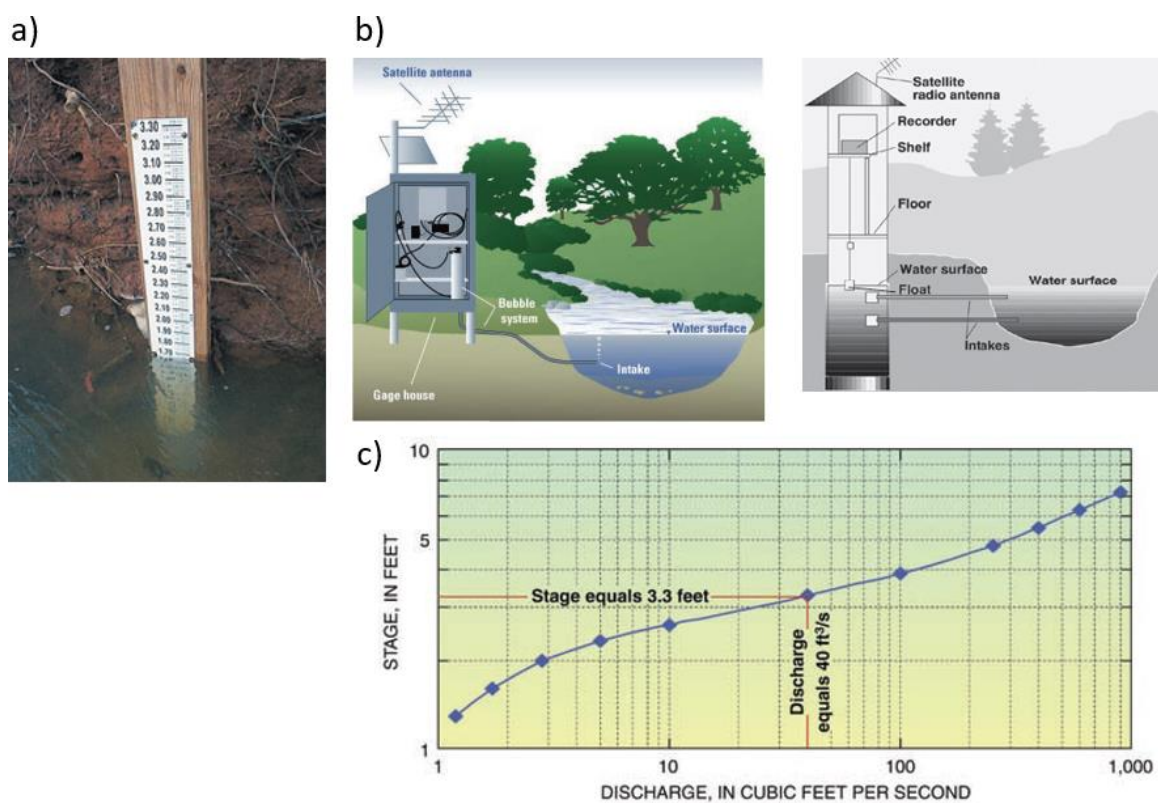 a)
3.30
3.20
3.10
3.00
2.90
2.80
2.70
2.60
2.50
2.40
2.30
2.20
2.10
2.00
1.90
1.80
1.70
b)
Satellite antenna
Bubble
system
Water surface
Intake
Gage house
Satellite
radio antenna
Recorder
Shelf
Floor
Water surface
Float
Water surface
Intakes
c)
10
5
1
STAGE, IN FEET
Stage equals 3.3 feet
Discharge
equals 40 ft³/s
1
10
100
1,000
DISCHARGE, IN CUBIC FEET PER SECOND